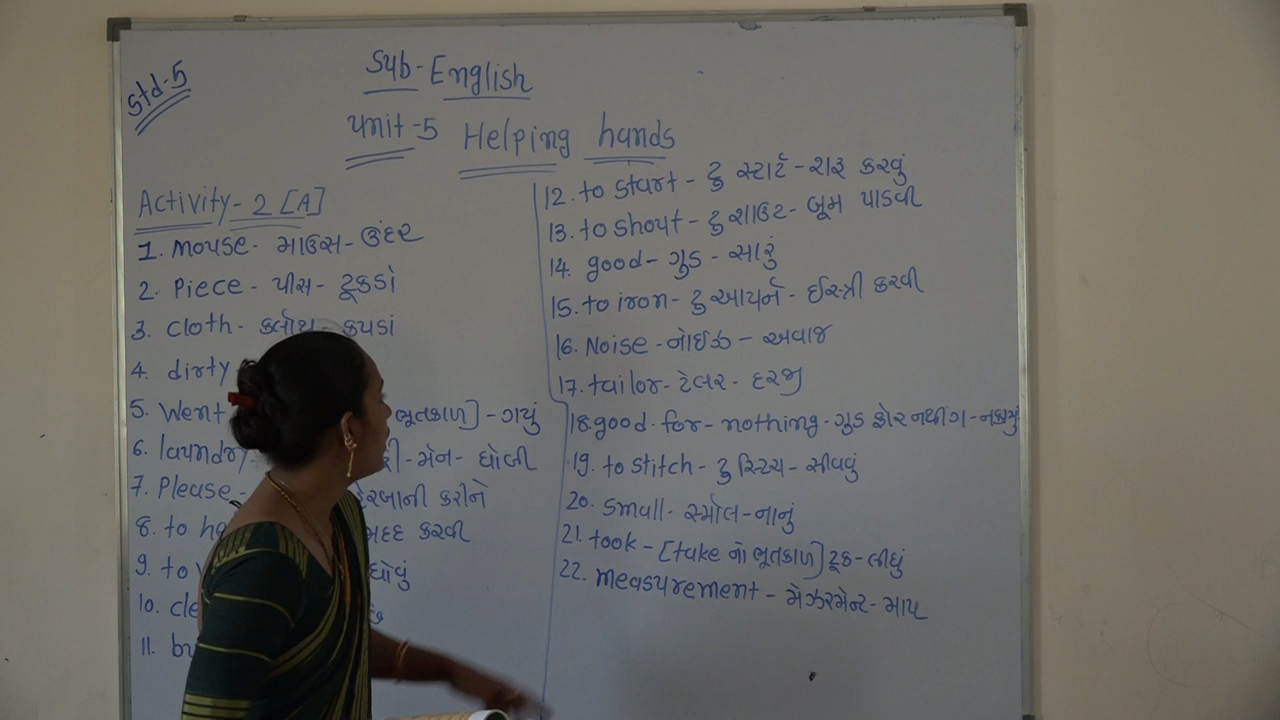 Std-5
Sub-English
Unit-5 Helping hands
Activity-2 [A]
1. Mouse- માઉસ- ઉંદર
2. Piece- પીસ- ટૂકડો
3. cloth- કલોથ- કપડાં
4. dirty
5. Went ભૂતકાળ] - ગયું
6. laundry -મૅન- ધોબી
7. Please- કરીને
8. to મદદ કરવી
9. to ધોવું
10.
11.
12. to start - ટુ સ્ટાર્ટ - શરૂ કરવું
13. to shout - ટુ શાઉટ - બૂમ પાડવી
14. good - ગુડ - સારું
15. to iron - ટુ આયર્ન - ઈસ્ત્રી કરવી
16. Noise - નોઈઝ - અવાજ
17. tailor- ટેલર - દરજી
18. good-for-nothing-ગુડ ફોર નથીંગ-નકામું
19. to stitch - ટુ સ્ટિચ - સીવવું
20. small - સ્મોલ - નાનું
21. took - [take નો ભૂતકાળ] ટૂક - લીધું
22. measurement - મેઝરમેન્ટ - માપ